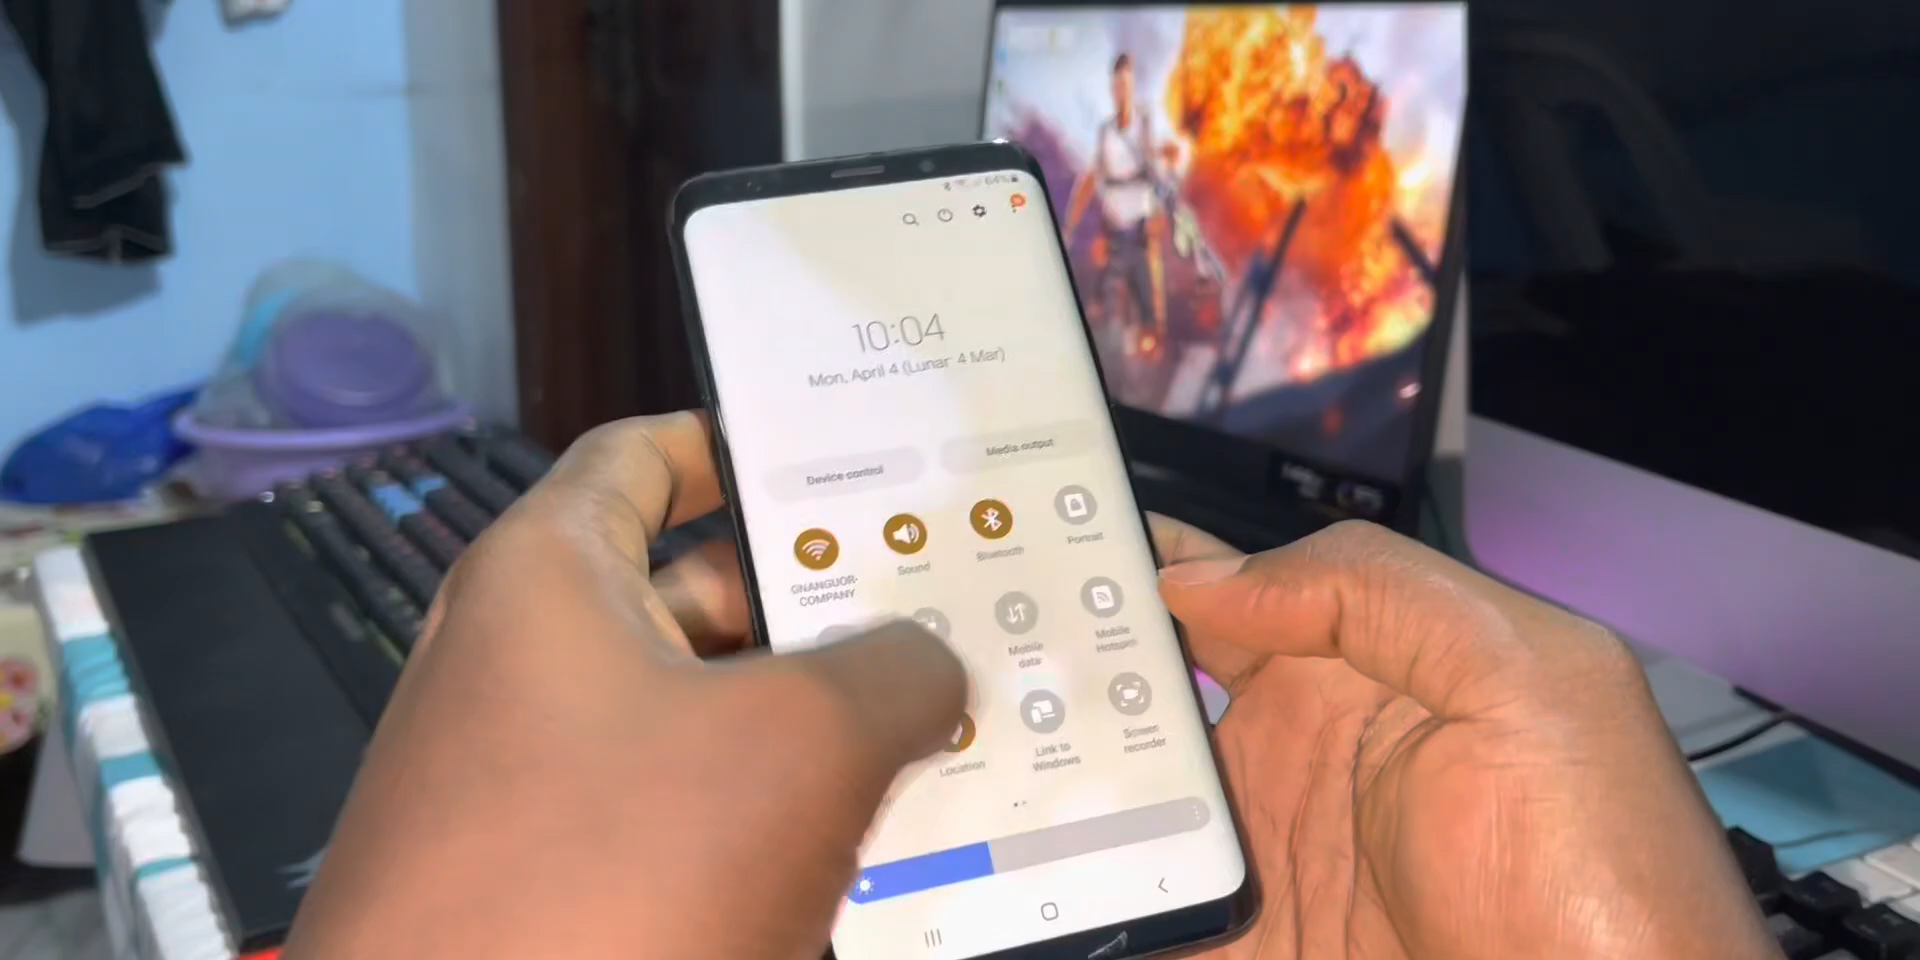 64%
10:04
Mon, April 4 (Lunar: 4 Mar)
Device control
Media output
GNANGUOR-
COMPANY
Sound
Bluetooth
Portrait
Mobile
data
Mobile
Hotspot
Location
Link to
Windows
Screen
recorder